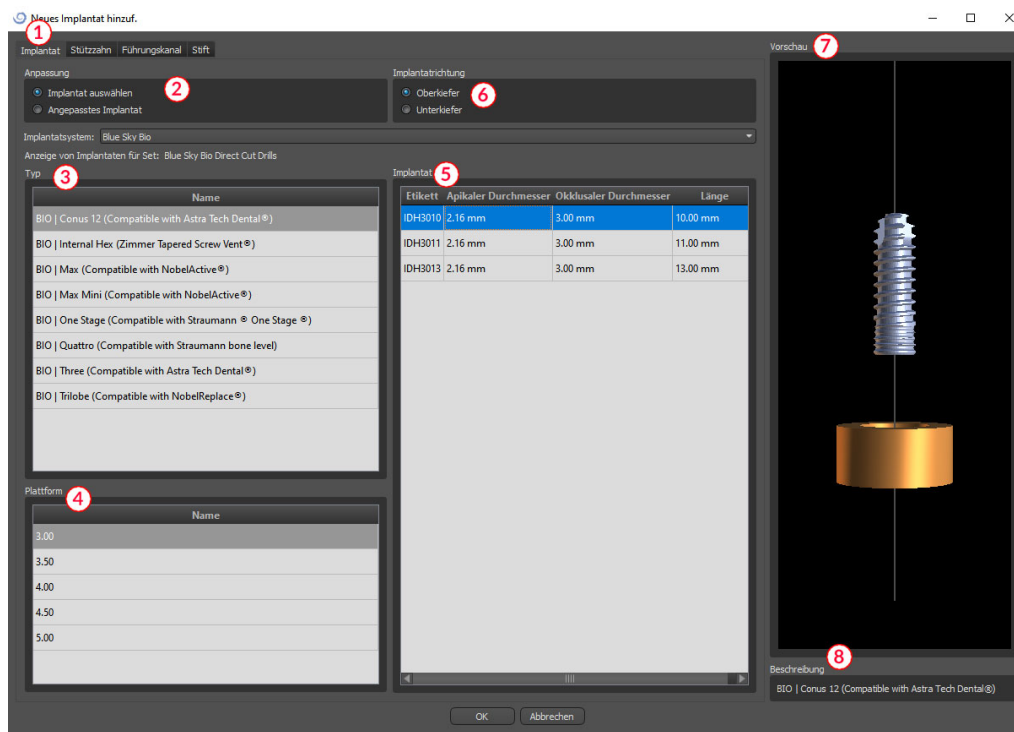 Neues Implantat hinzuf.
1
Implantat Stützzahn Führungskanal Stift
Anpassung
2
Implantat auswählen
Angepasstes Implantat
Implantatrichtung
6
Oberkiefer
Unterkiefer
Implantatsystem: Blue Sky Bio
Anzeige von Implantaten für Set: Blue Sky Bio Direct Cut Drills
Typ
3
Name
BIO | Conus 12 (Compatible with Astra Tech Dental®)
BIO | Internal Hex (Zimmer Tapered Screw Vent®)
BIO | Max (Compatible with NobelActive®)
BIO | Max Mini (Compatible with NobelActive®)
BIO | One Stage (Compatible with Straumann ® One Stage ®)
BIO | Quattro (Compatible with Straumann bone level)
BIO | Three (Compatible with Astra Tech Dental®)
BIO | Trilobe (Compatible with NobelReplace®)
Plattform
4
Name
3.00
3.50
4.00
4.50
5.00
Implantat
5
Etikett Apikaler Durchmesser Okklusaler Durchmesser Länge
IDH3010 2.16 mm 3.00 mm 10.00 mm
IDH3011 2.16 mm 3.00 mm 11.00 mm
IDH3013 2.16 mm 3.00 mm 13.00 mm
Vorschau
7
8
Beschreibung
BIO | Conus 12 (Compatible with Astra Tech Dental®)
OK Abbrechen